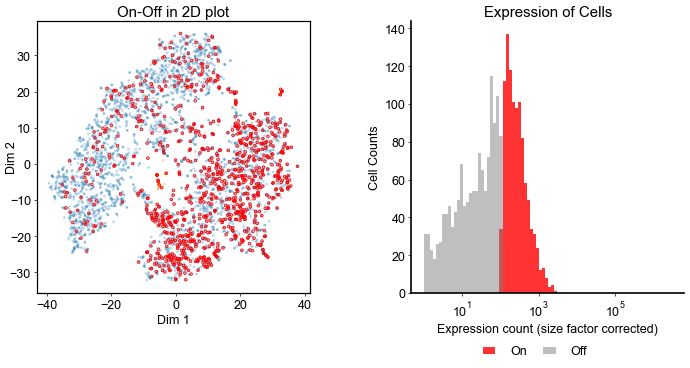 On-Off in 2D plot
30
20
10
0
−10
−20
−30
−40
−20
0
20
40
Dim 1
Dim 2
Expression of Cells
140
120
100
80
60
40
20
0
10^1
10^3
10^5
Cell Counts
Expression count (size factor corrected)
On
Off